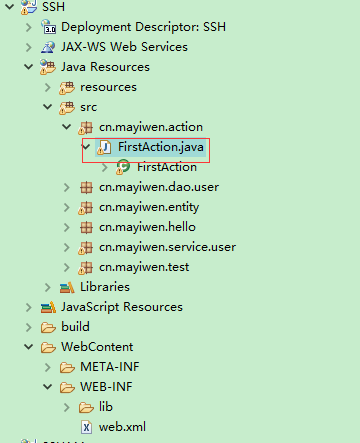 SSH
Deployment Descriptor: SSH
JAX-WS Web Services
Java Resources
resources
src
cn.mayiwen.action
FirstAction.java
FirstAction
cn.mayiwen.dao.user
cn.mayiwen.entity
cn.mayiwen.hello
cn.mayiwen.service.user
cn.mayiwen.test
Libraries
JavaScript Resources
build
WebContent
META-INF
WEB-INF
lib
web.xml